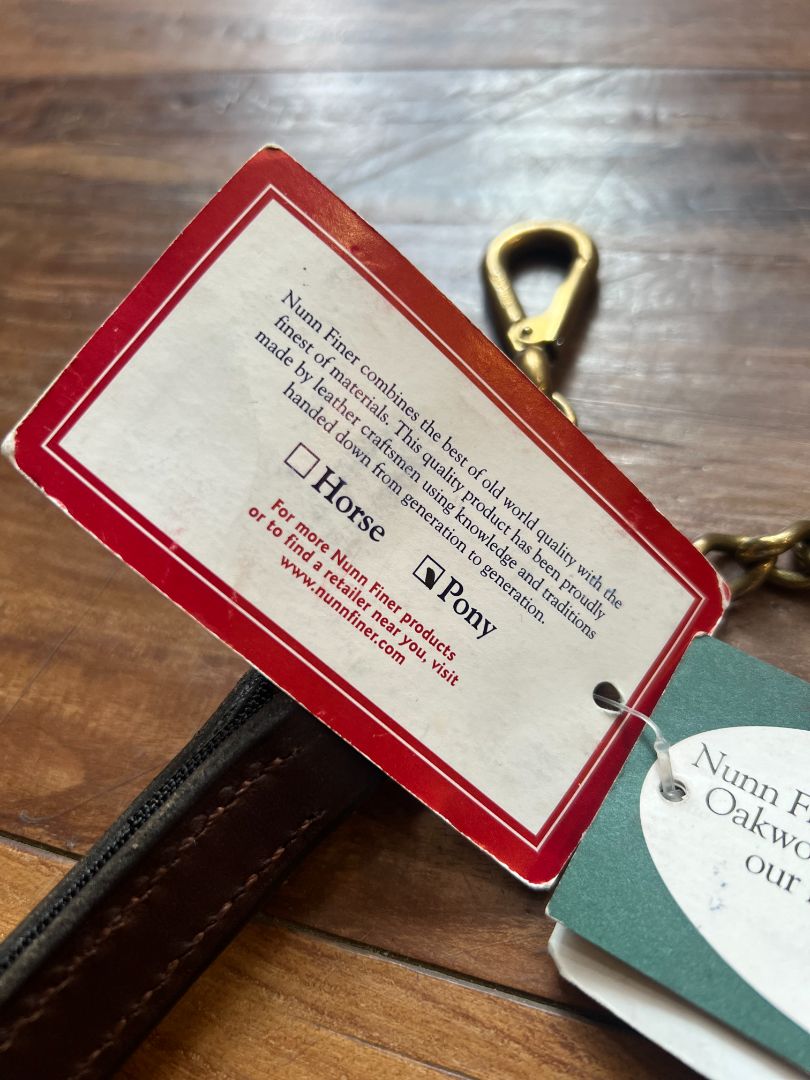 Nunn Finer combines the best of old world quality with the
finest of materials. This quality product has been proudly
made by leather craftsmen using knowledge and traditions
handed down from generation to generation.
Horse
Pony
For more Nunn Finer products
or to find a retailer near you, visit
www.nunnfiner.com
Nunn
our